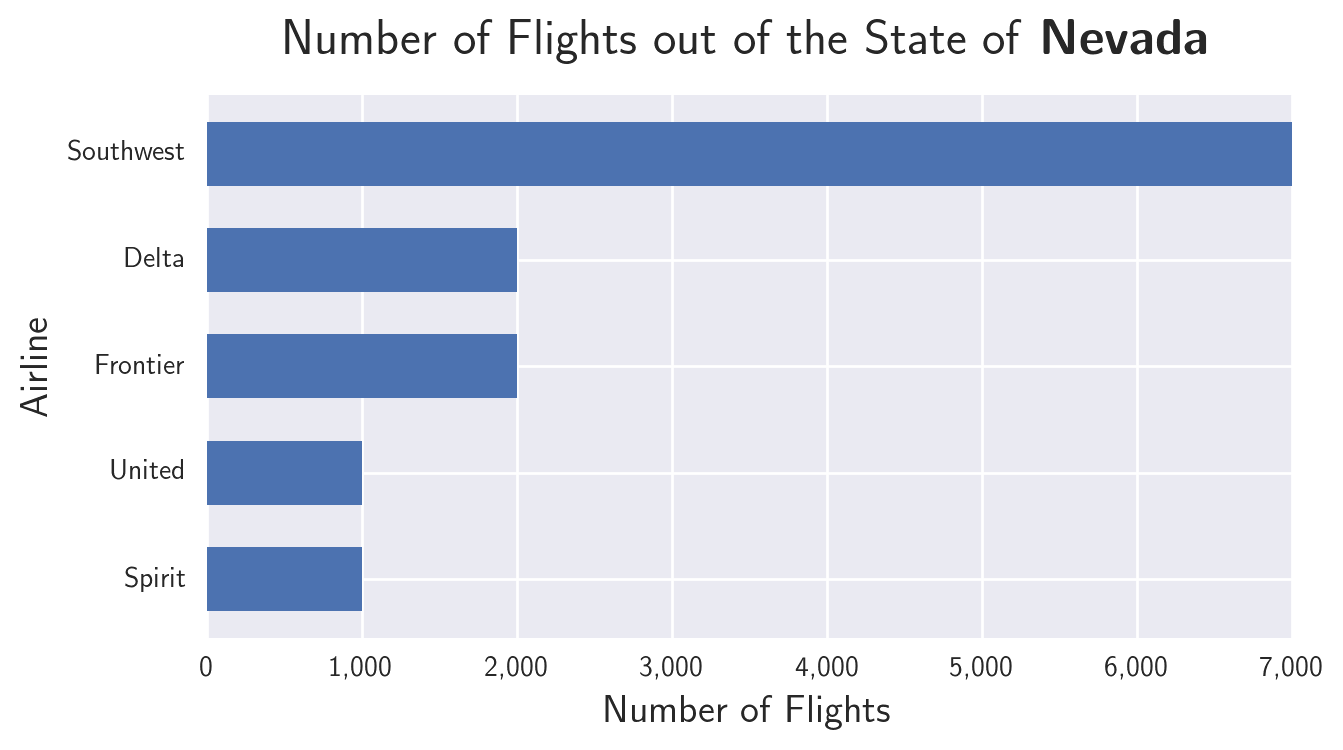 Number of Flights out of the State of Nevada
Southwest
Delta
Frontier
United
Spirit
Airline
0 1,000 2,000 3,000 4,000 5,000 6,000 7,000
Number of Flights